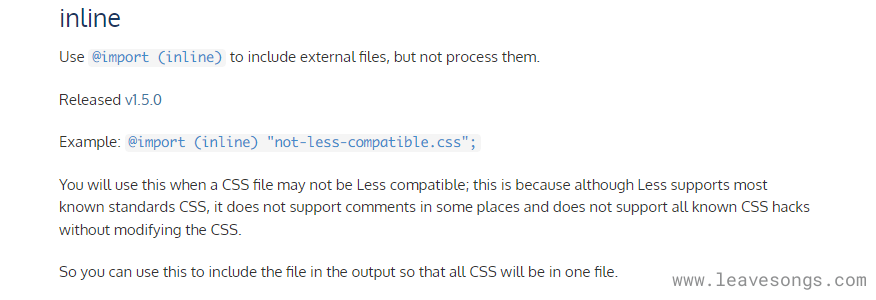 inline
Use @import (inline) to include external files, but not process them.
Released v1.5.0
Example: @import (inline) "not-less-compatible.css";
You will use this when a CSS file may not be Less compatible; this is because although Less supports most
known standards CSS, it does not support comments in some places and does not support all known CSS hacks
without modifying the CSS.
So you can use this to include the file in the output so that all CSS will be in one file.
www.leavesongs.com